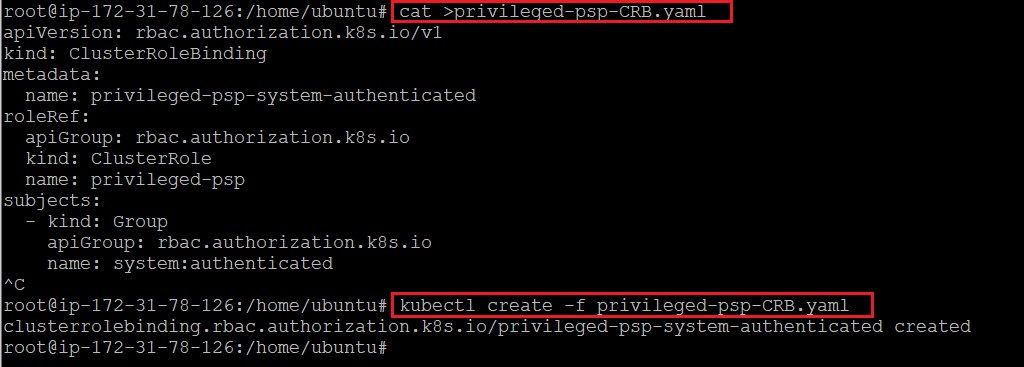 root@ip-172-31-78-126:/home/ubuntu# cat >privileged-psp-CRB.yaml
apiVersion: rbac.authorization.k8s.io/v1
kind: ClusterRoleBinding
metadata:
  name: privileged-psp-system-authenticated
roleRef:
  apiGroup: rbac.authorization.k8s.io
  kind: ClusterRole
  name: privileged-psp
subjects:
  - kind: Group
    apiGroup: rbac.authorization.k8s.io
    name: system:authenticated
^C
root@ip-172-31-78-126:/home/ubuntu# kubectl create -f privileged-psp-CRB.yaml
clusterrolebinding.rbac.authorization.k8s.io/privileged-psp-system-authenticated created
root@ip-172-31-78-126:/home/ubuntu#